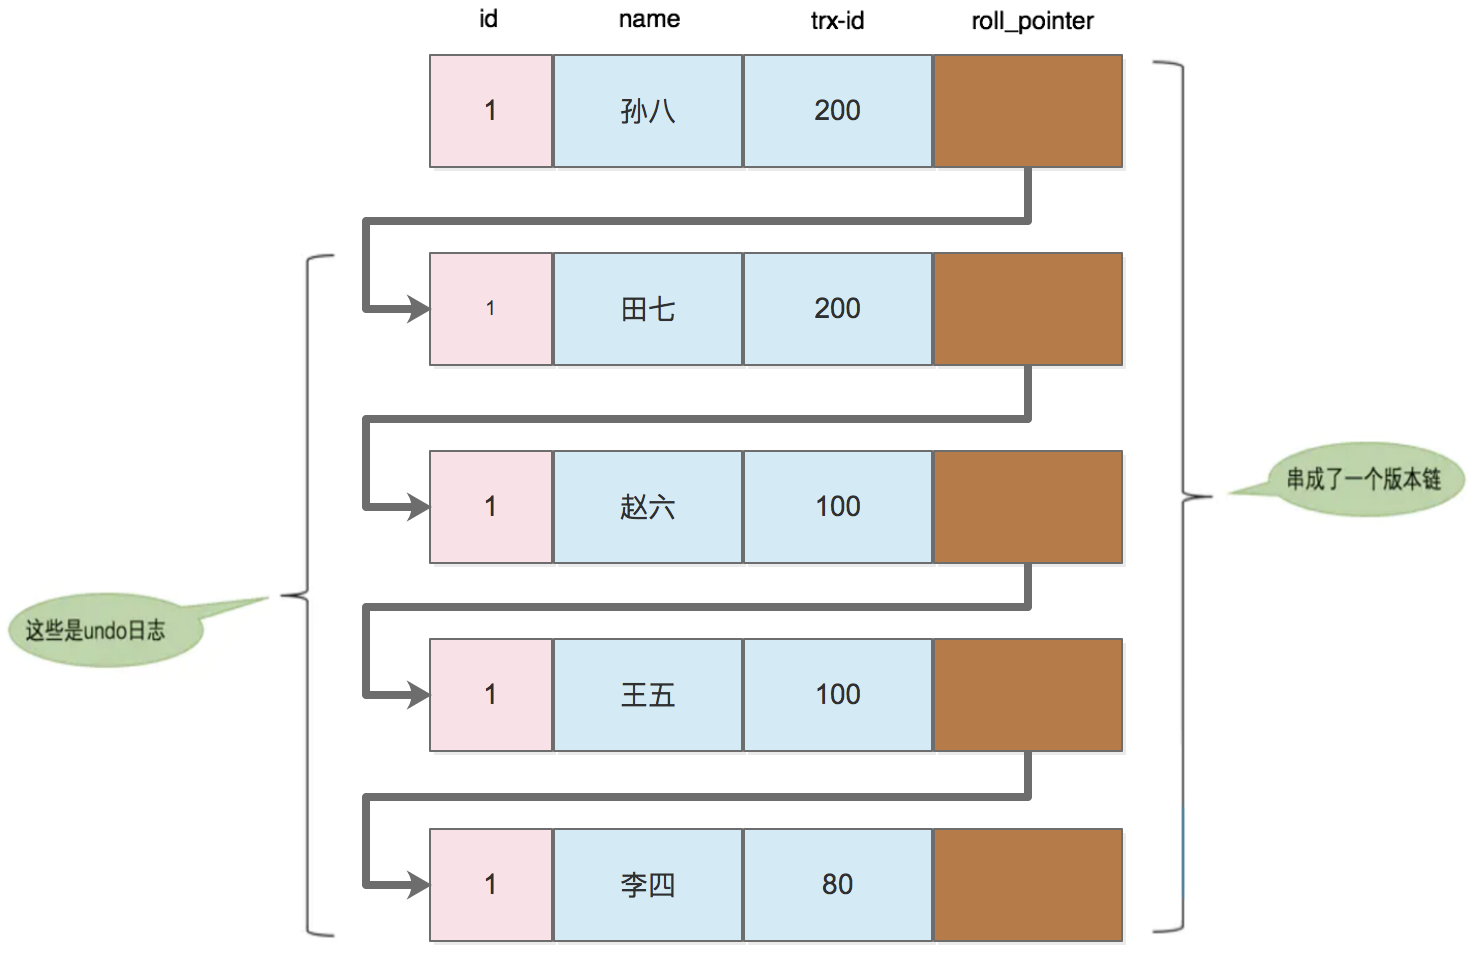 id name trx-id roll_pointer
1 孙八 200
1 田七 200
1 赵六 100
串成了一个版本链
这些是undo日志
1 王五 100
1 李四 80